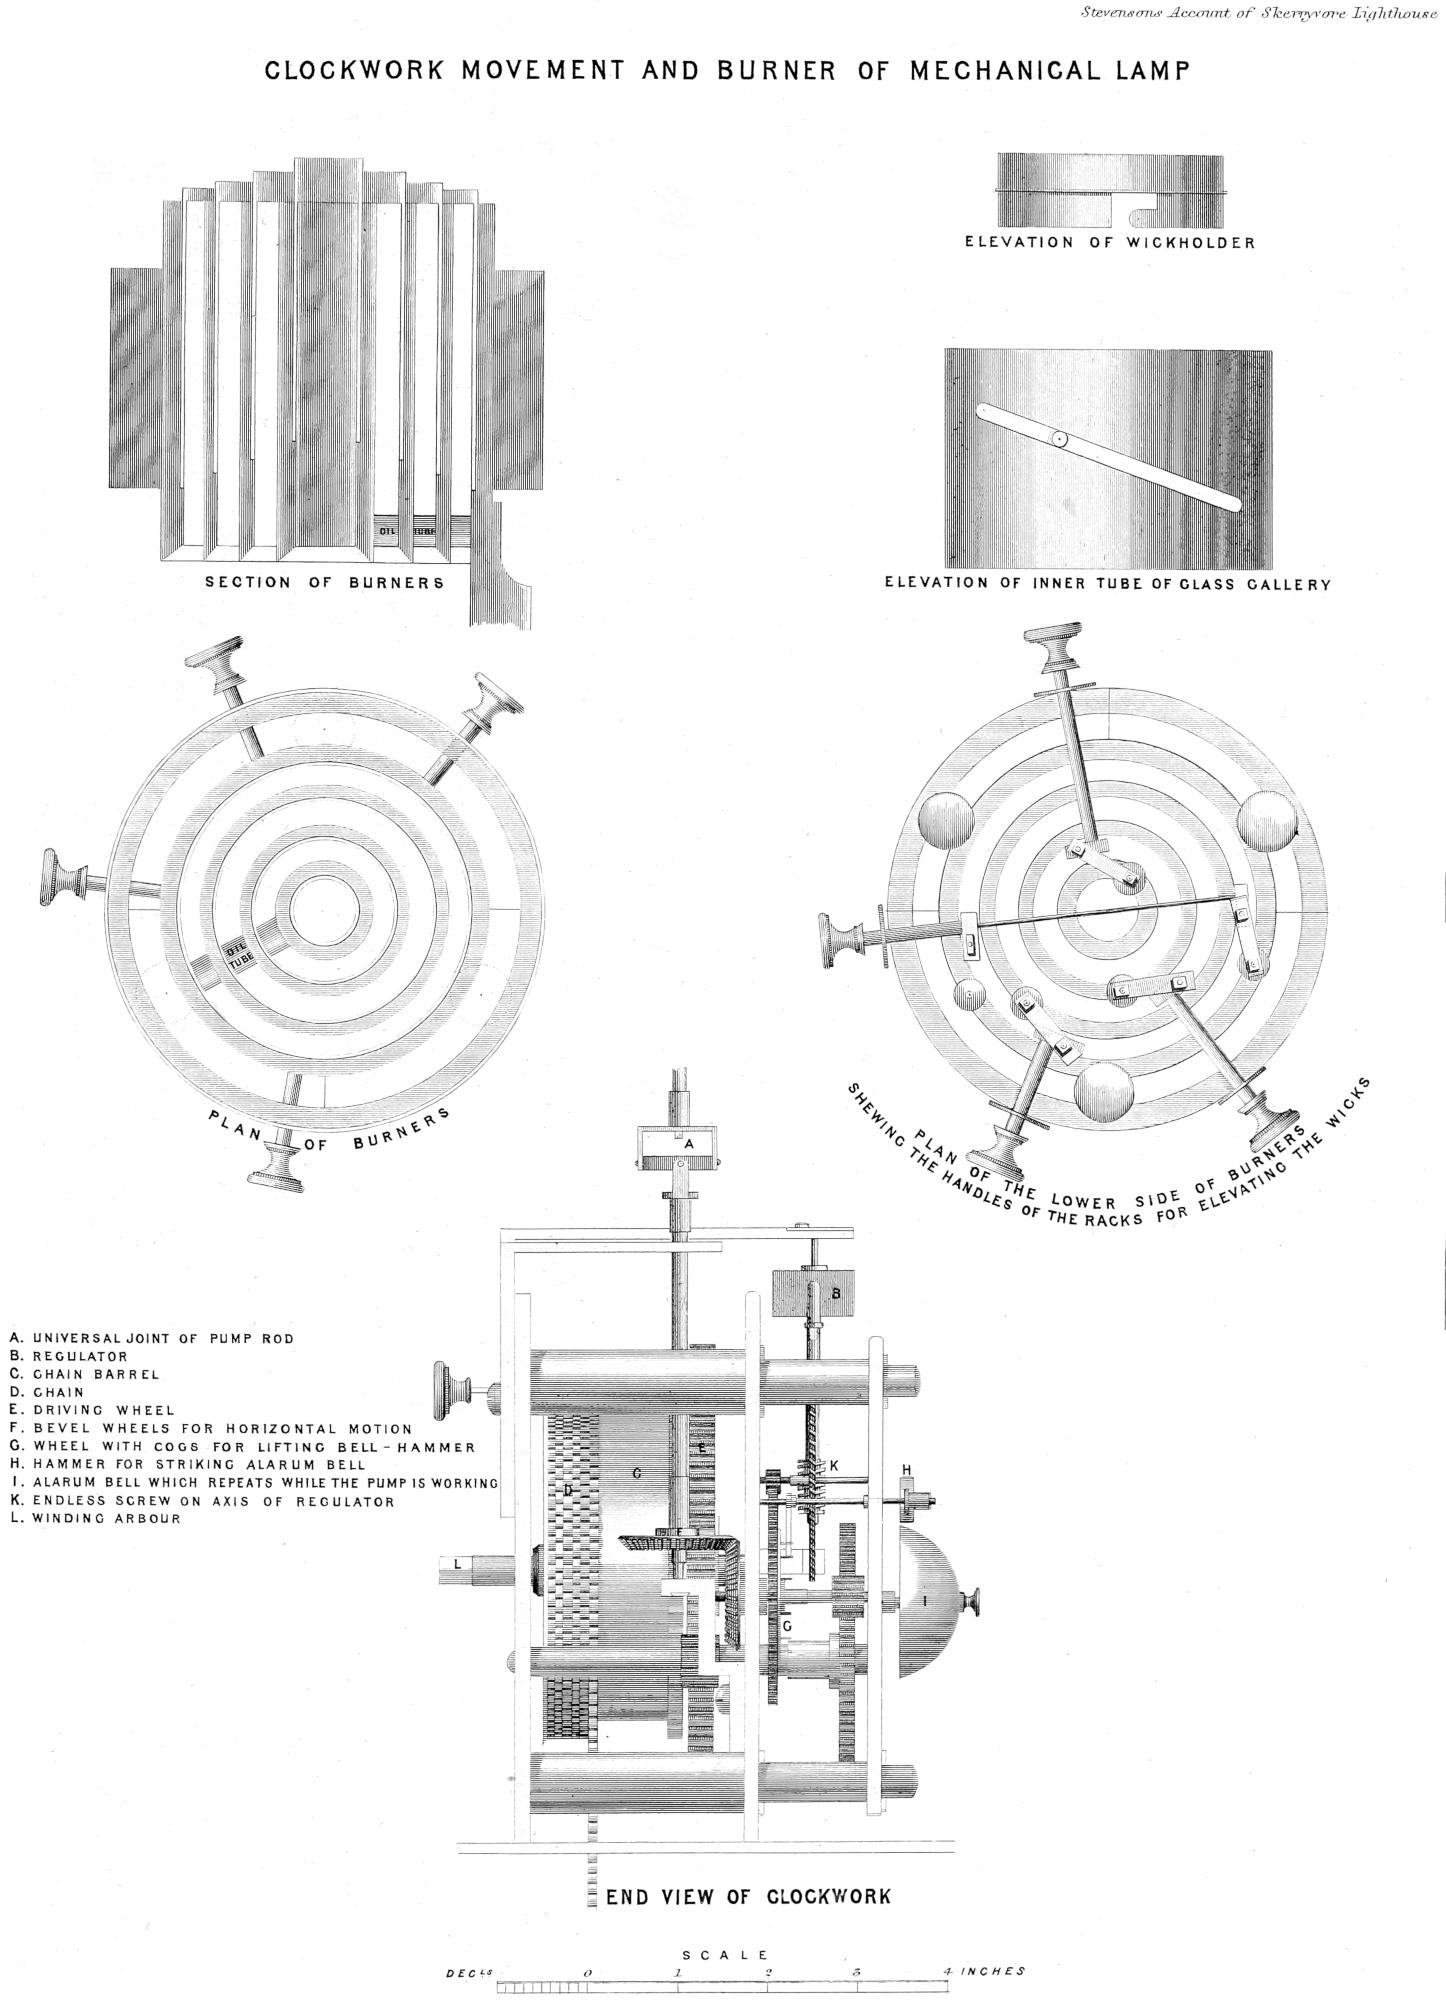 Stevensons Account of Skerryvore Lighthouse
CLOCKWORK MOVEMENT AND BURNER OF MECHANICAL LAMP
ELEVATION OF WICKHOLDER
OIL TUBE
SECTION OF BURNERS
ELEVATION OF INNER TUBE OF GLASS GALLERY
OIL
TUBE
PLAN OF BURNERS
PLAN OF THE LOWER SIDE OF BURNERS
SHEWING THE HANDLES OF THE RACKS FOR ELEVATING THE WICKS
A
B
A. UNIVERSAL JOINT OF PUMP ROD
B. REGULATOR
C. CHAIN BARREL
D. CHAIN
E. DRIVING WHEEL
F. BEVEL WHEELS FOR HORIZONTAL MOTION
G. WHEEL WITH COGS FOR LIFTING BELL-HAMMER
H. HAMMER FOR STRIKING ALARUM BELL
I. ALARUM BELL WHICH REPEATS WHILE THE PUMP IS WORKING
K. ENDLESS SCREW ON AXIS OF REGULATOR
L. WINDING ARBOUR
E
K
H
C
D
F
L
I
G
END VIEW OF CLOCKWORK
SCALE
DECLS 0 1 2 3 4 INCHES